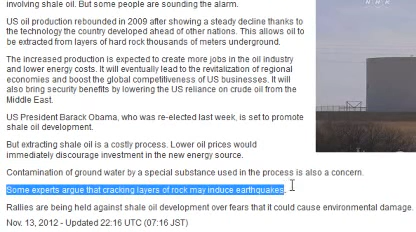 involving shale oil. But some people are sounding the alarm.
US oil production rebounded in 2009 after showing a steady decline thanks to
the technology the country developed ahead of other nations. This allows oil to
be extracted from layers of hard rock thousands of meters underground.
The increased production is expected to create more jobs in the oil industry
and lower energy costs. It will eventually lead to the revitalization of regional
economies and boost the global competitiveness of US businesses. It will
also bring security benefits by lowering the US reliance on crude oil from the
Middle East.
US President Barack Obama, who was re-elected last week, is set to promote
shale oil development.
But extracting shale oil is a costly process. Lower oil prices would
immediately discourage investment in the new energy source.
Contamination of ground water by a special substance used in the process is also a concern.
Some experts argue that cracking layers of rock may induce earthquakes.
Rallies are being held against shale oil development over fears that it could cause environmental damage.
Nov. 13, 2012 - Updated 22:16 UTC (07:16 JST)
NHK